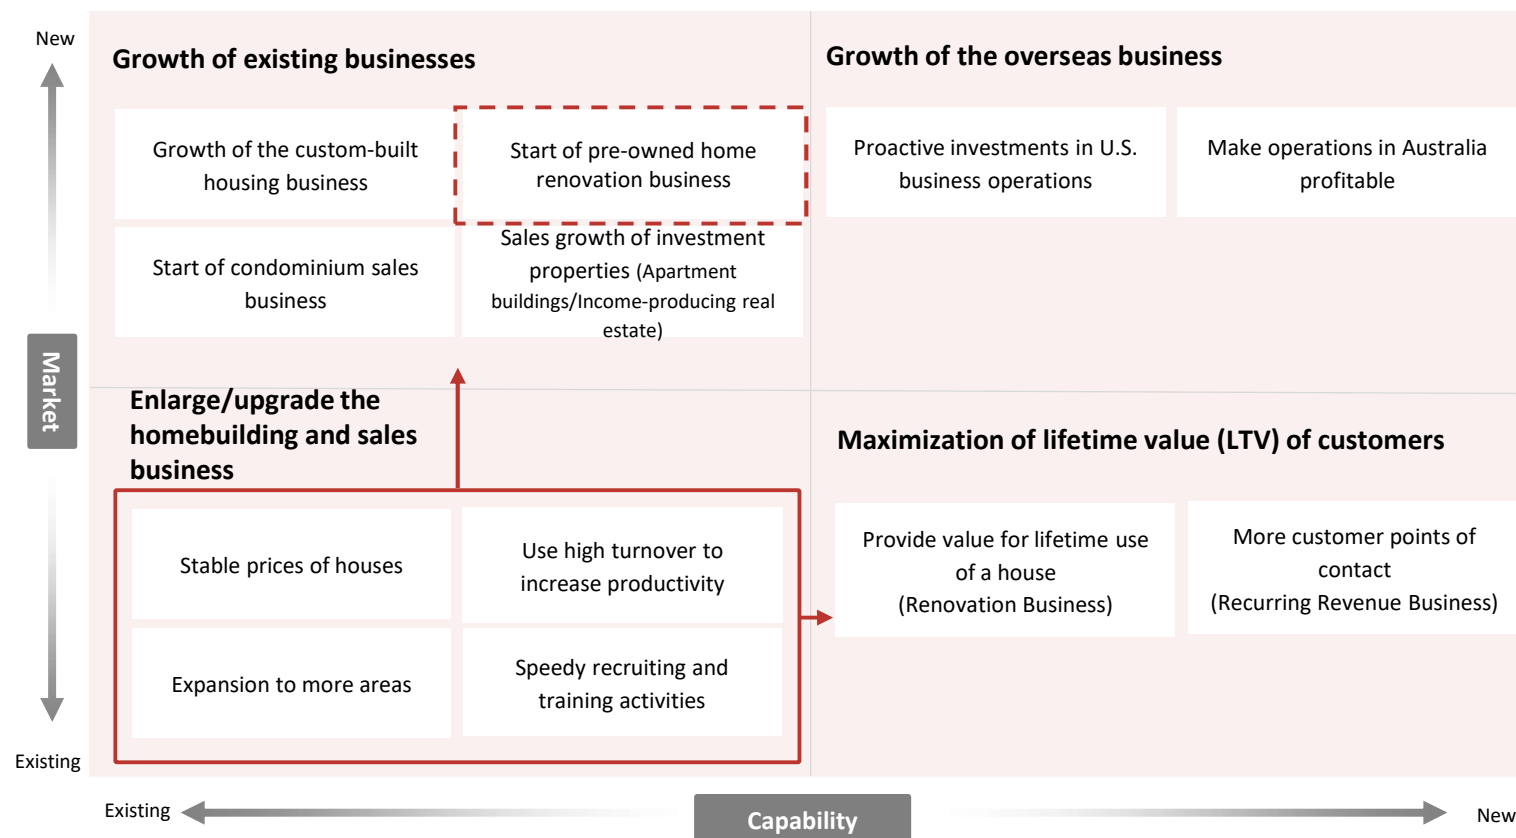 New
Growth of existing businesses
Growth of the custom-built
housing business
Start of pre-owned home
renovation business
Start of condominium sales
business
Sales growth of investment
properties (Apartment
buildings/Income-producing real
estate)
Growth of the overseas business
Proactive investments in U.S.
business operations
Make operations in Australia
profitable
Market
Enlarge/upgrade the
homebuilding and sales
business
Stable prices of houses
Use high turnover to
increase productivity
Expansion to more areas
Speedy recruiting and
training activities
Maximization of lifetime value (LTV) of customers
Provide value for lifetime use
of a house
(Renovation Business)
More customer points of
contact
(Recurring Revenue Business)
Existing
Existing
Capability
New